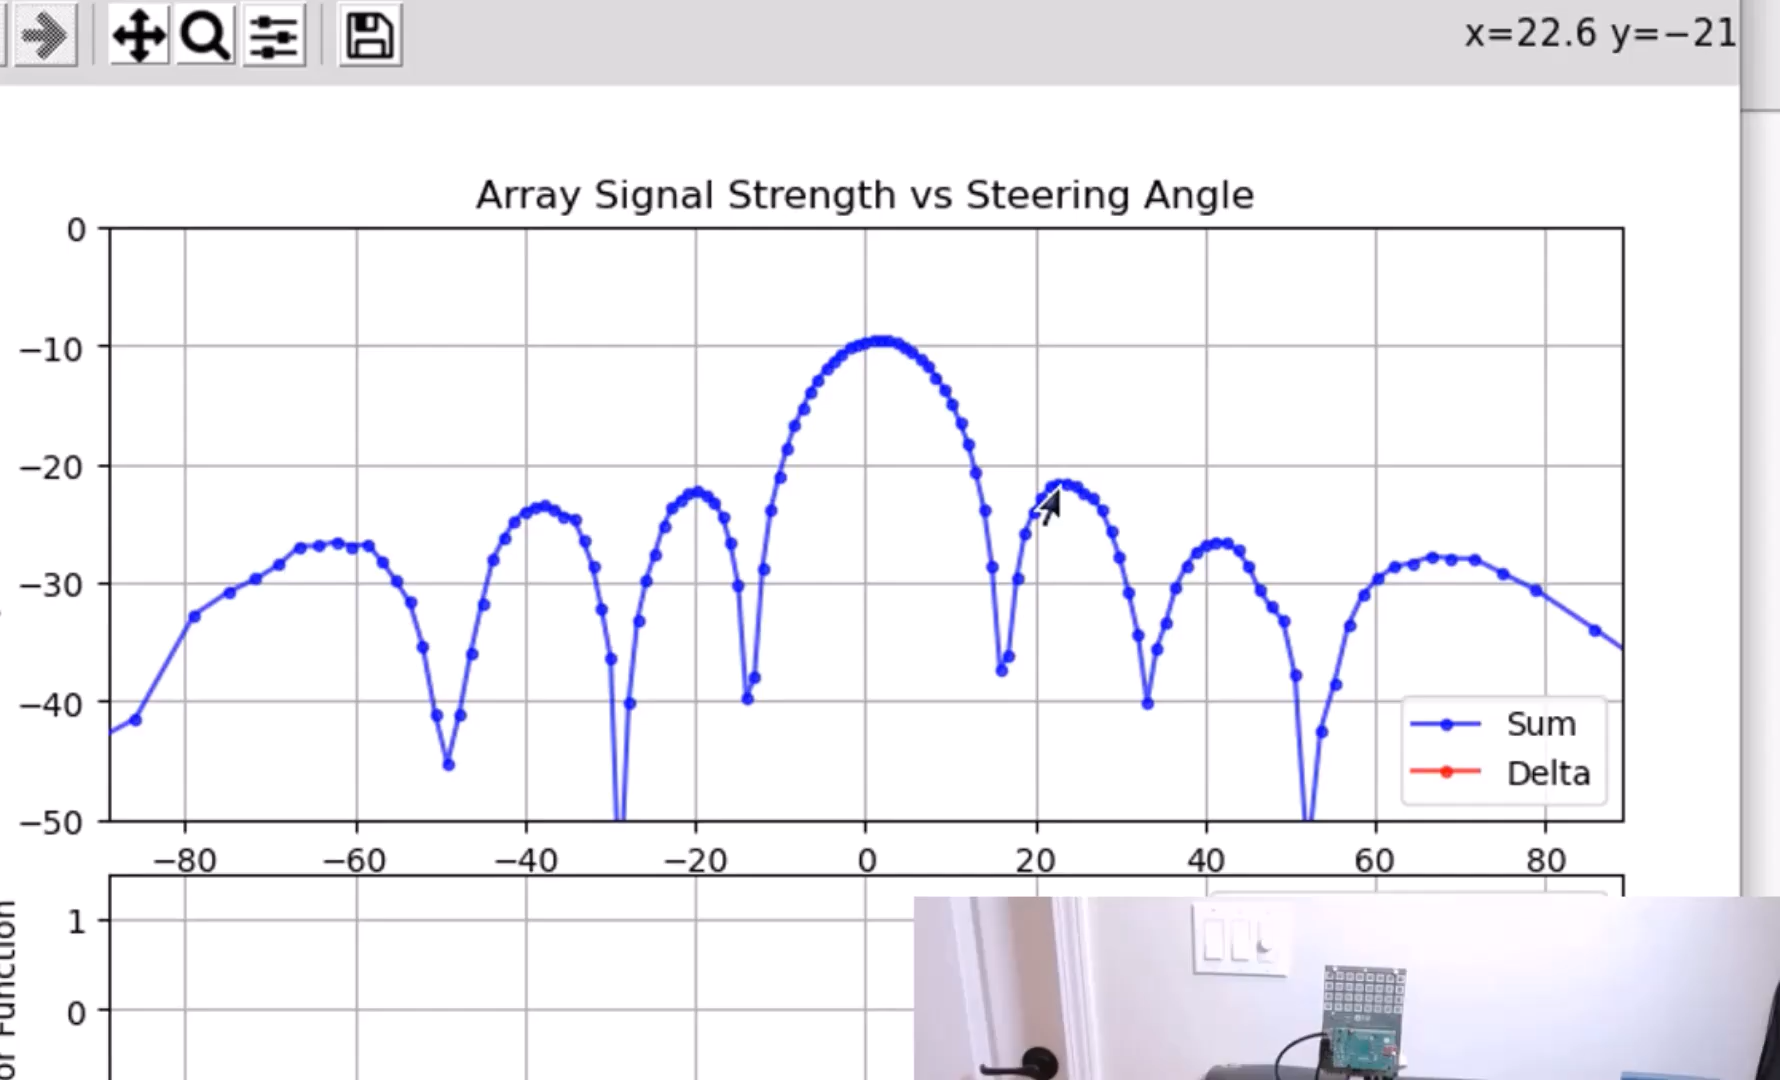 x=22.6 y=−21
Array Signal Strength vs Steering Angle
0
−10
−20
−30
−40
−50
Sum
Delta
−80 −60 −40 −20 0 20 40 60 80
1
0
Function